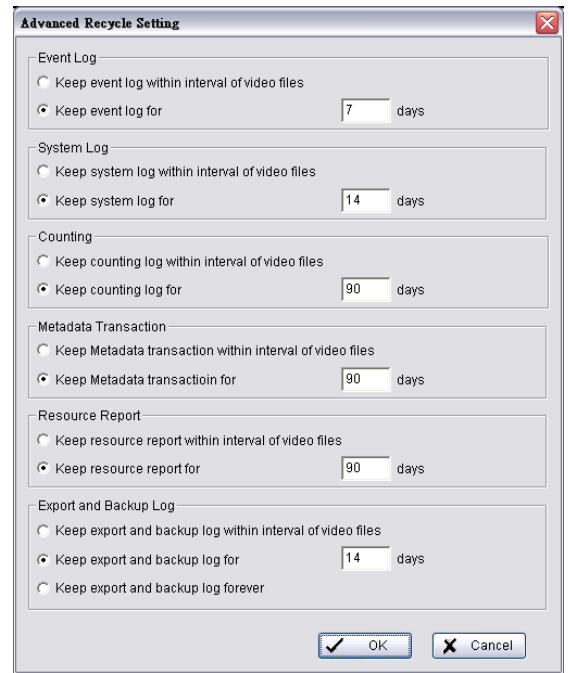 Advanced Recycle Setting
Event Log
Keep event log within interval of video files
Keep event log for 7 days
System Log
Keep system log within interval of video files
Keep system log for 14 days
Counting
Keep counting log within interval of video files
Keep counting log for 90 days
Metadata Transaction
Keep Metadata transaction within interval of video files
Keep Metadata transactioin for 90 days
Resource Report
Keep resource report within interval of video files
Keep resource report for 90 days
Export and Backup Log
Keep export and backup log within interval of video files
Keep export and backup log for 14 days
Keep export and backup log forever
OK Cancel